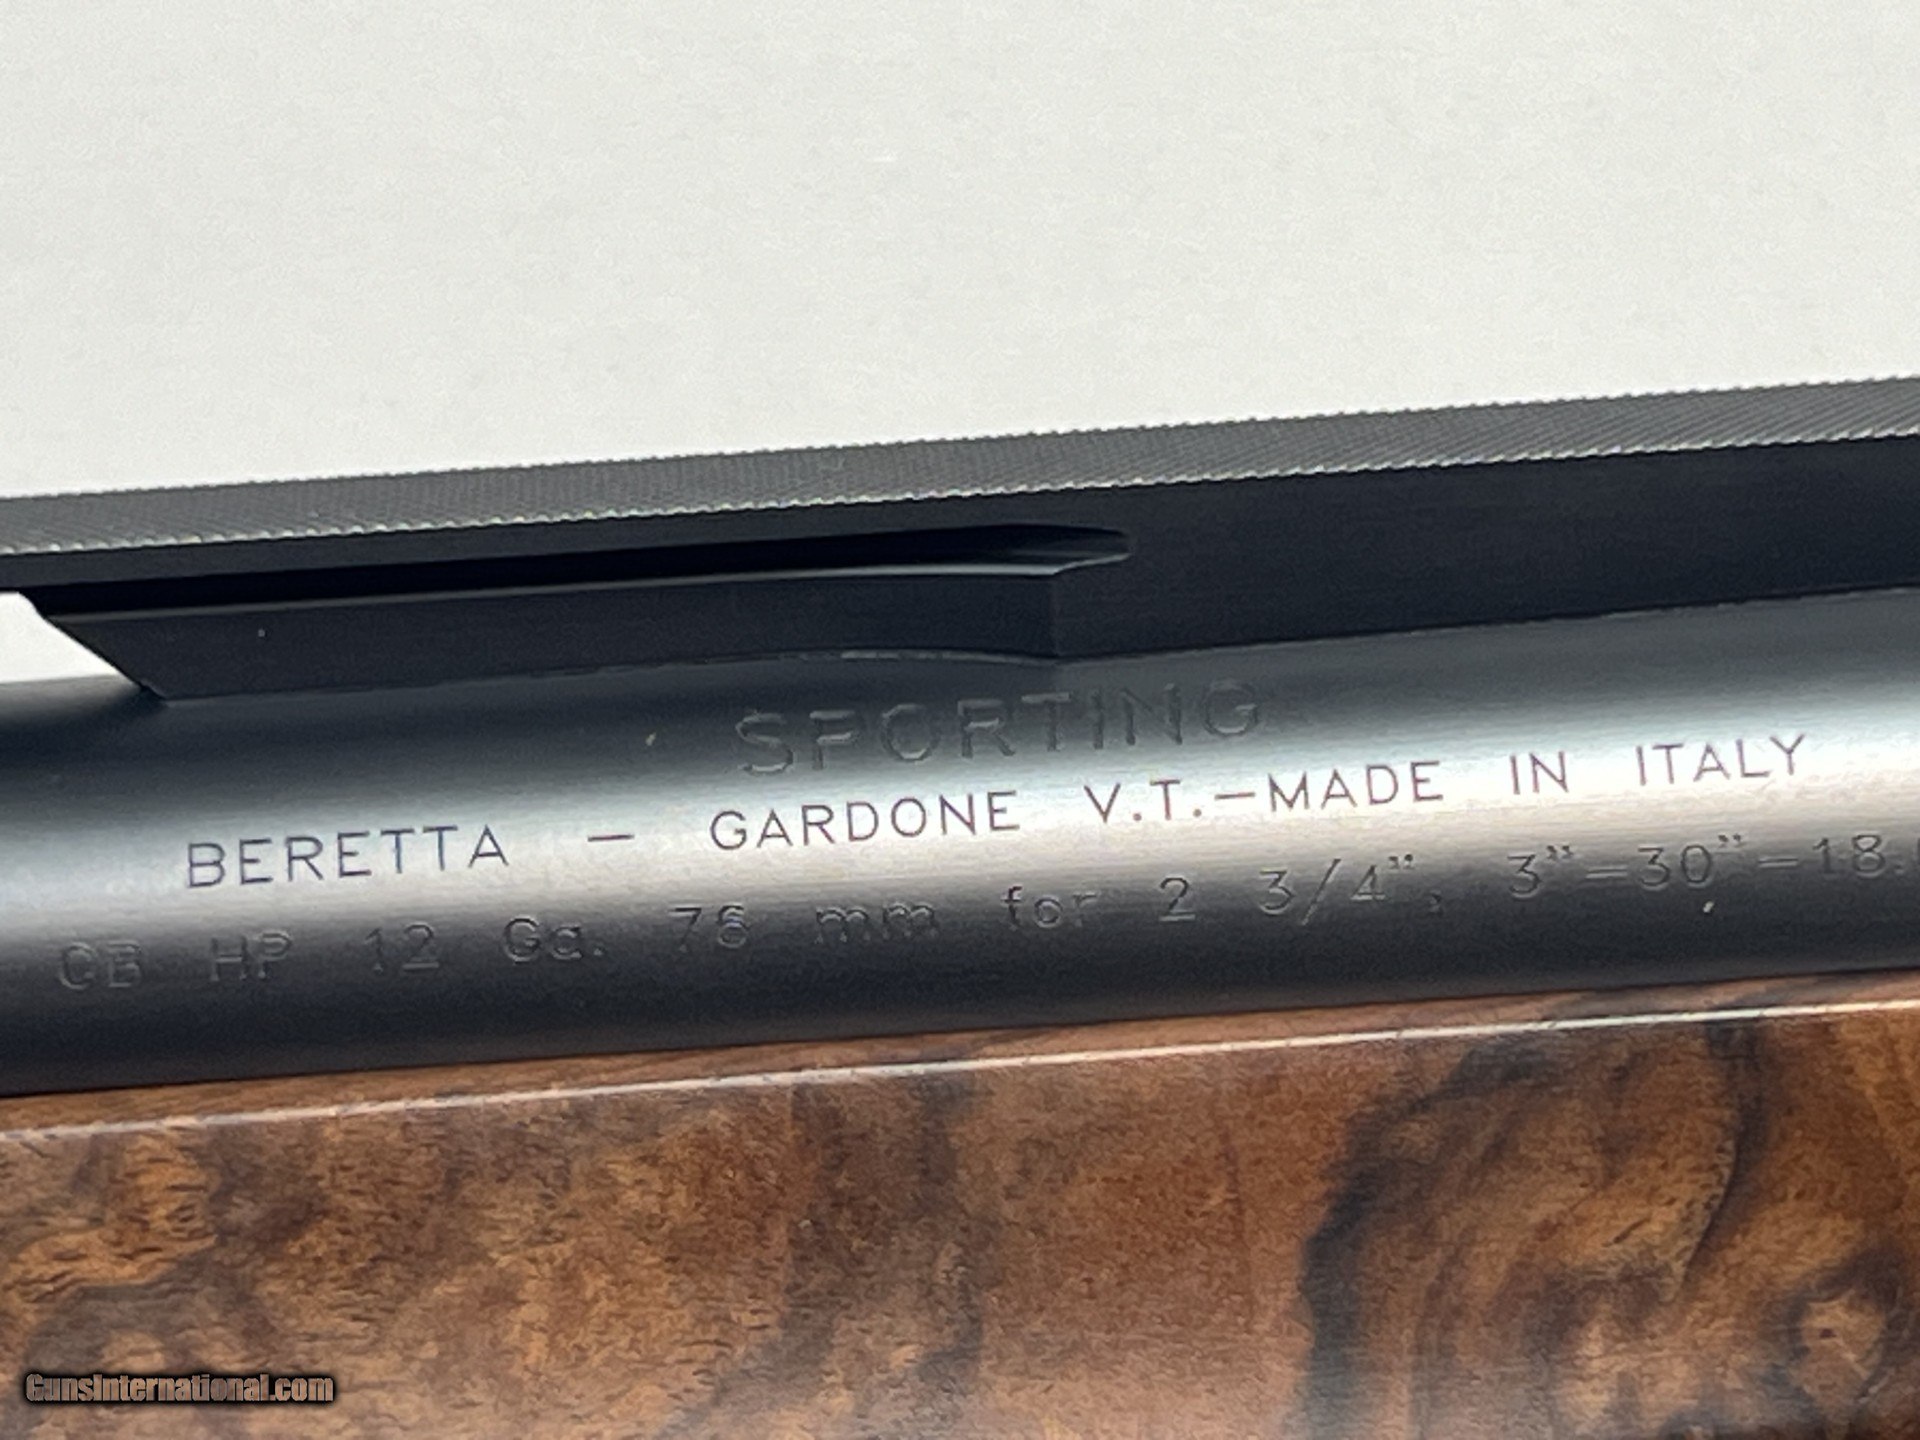 SPORTING
BERETTA – GARDONE V.T.–MADE IN ITALY
CB HP 12 Ga. 76 mm for 2 3/4", 3"–30"–18.
GunsInternational.com